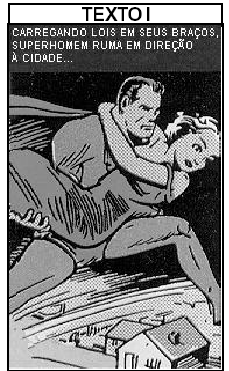 TEXTO I
CARREGANDO LOIS EM SEUS BRAÇOS,
SUPERHOMEM RUMA EM DIREÇÃO
À CIDADE...